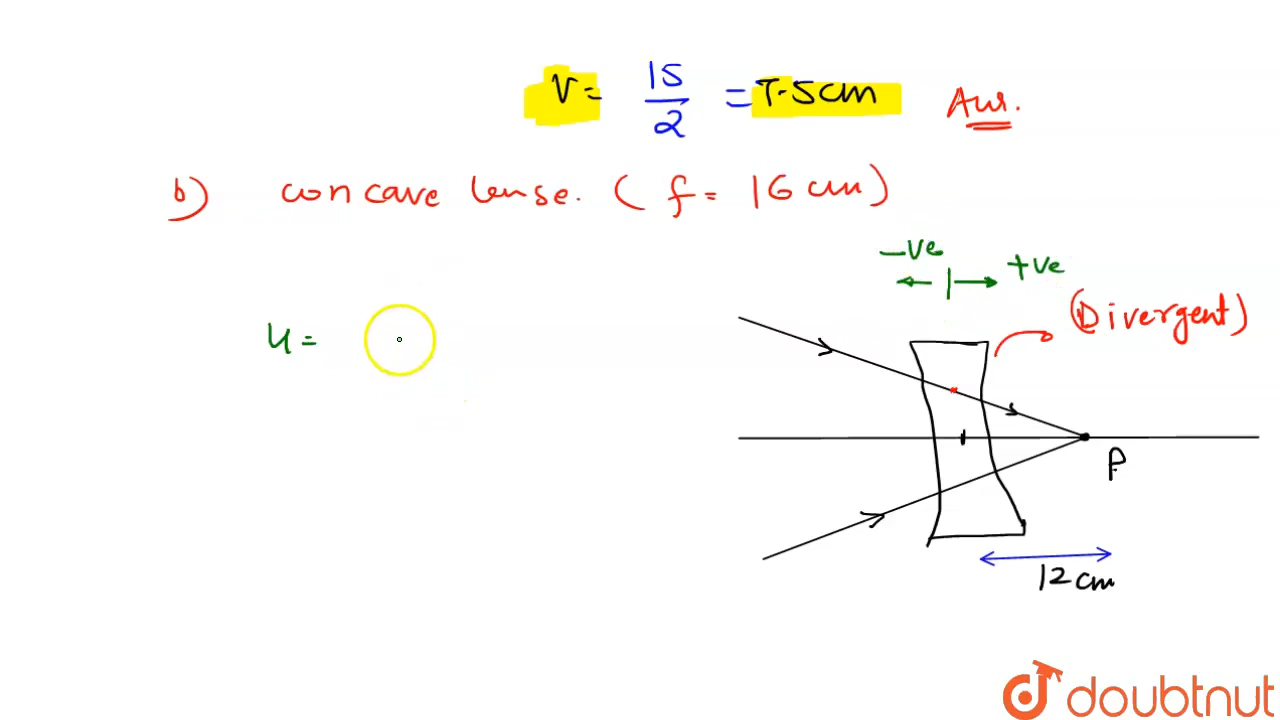 V = 15/2 = 7.5cm Ans.
b) concave lense. ( f = 16 cm )
-ve +ve
(Divergent)
u =
P
12cm
doubtnut